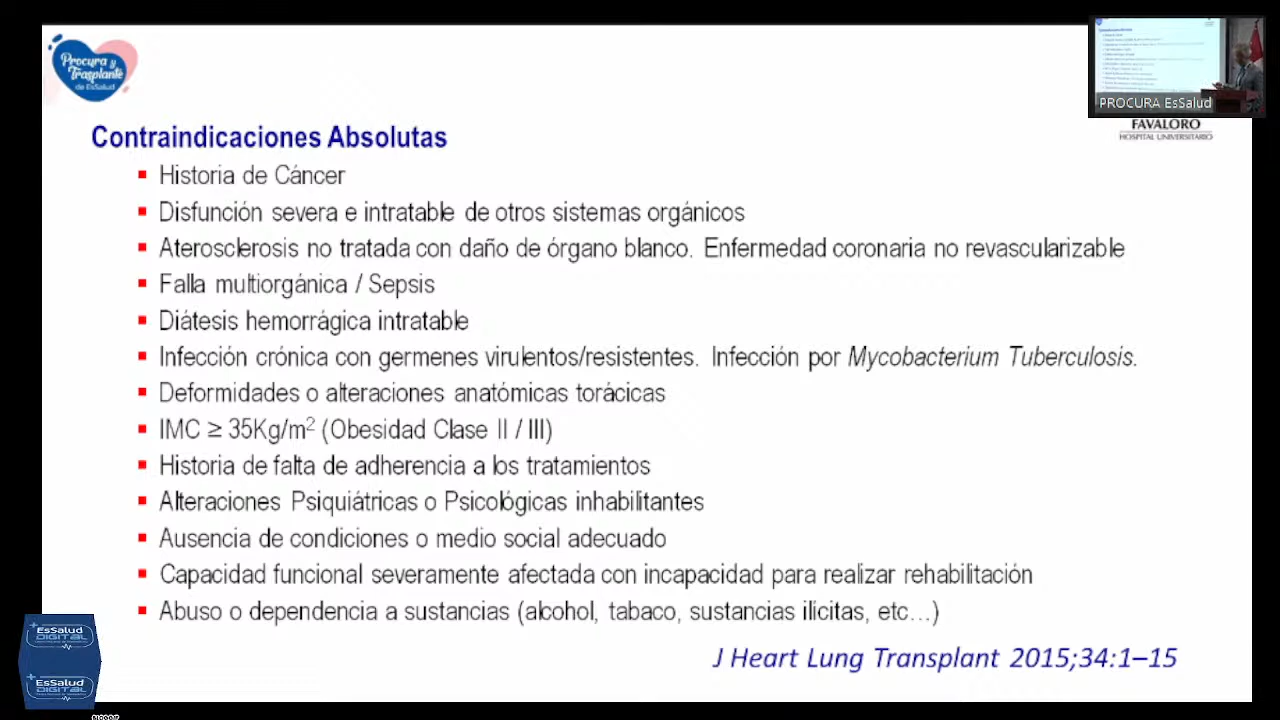 Procura y
Trasplante
de EsSalud
PROCURA EsSalud
FAVALORO
HOSPITAL UNIVERSITARIO
Contraindicaciones Absolutas
Historia de Cáncer
Disfunción severa e intratable de otros sistemas orgánicos
Aterosclerosis no tratada con daño de órgano blanco. Enfermedad coronaria no revascularizable
Falla multiorgánica / Sepsis
Diátesis hemorrágica intratable
Infección crónica con germenes virulentos/resistentes. Infección por Mycobacterium Tuberculosis.
Deformidades o alteraciones anatómicas torácicas
IMC ≥ 35Kg/m² (Obesidad Clase II / III)
Historia de falta de adherencia a los tratamientos
Alteraciones Psiquiátricas o Psicológicas inhabilitantes
Ausencia de condiciones o medio social adecuado
Capacidad funcional severamente afectada con incapacidad para realizar rehabilitación
Abuso o dependencia a sustancias (alcohol, tabaco, sustancias ilícitas, etc...)
J Heart Lung Transplant 2015;34:1–15
EsSalud
DIGITAL
EsSalud
DIGITAL